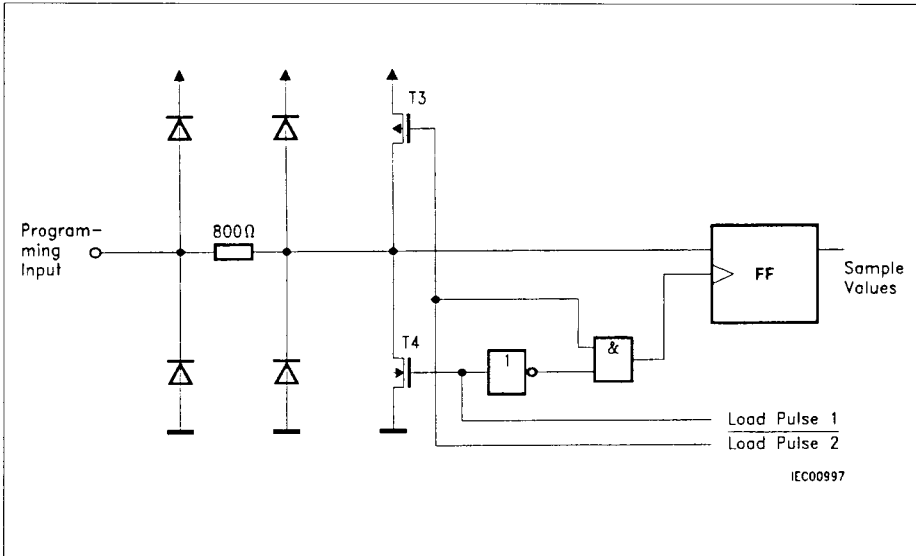 T3
Program-
ming
Input
800Ω
FF
Sample
Values
T4
1
&
Load Pulse 1
Load Pulse 2
IEC00997